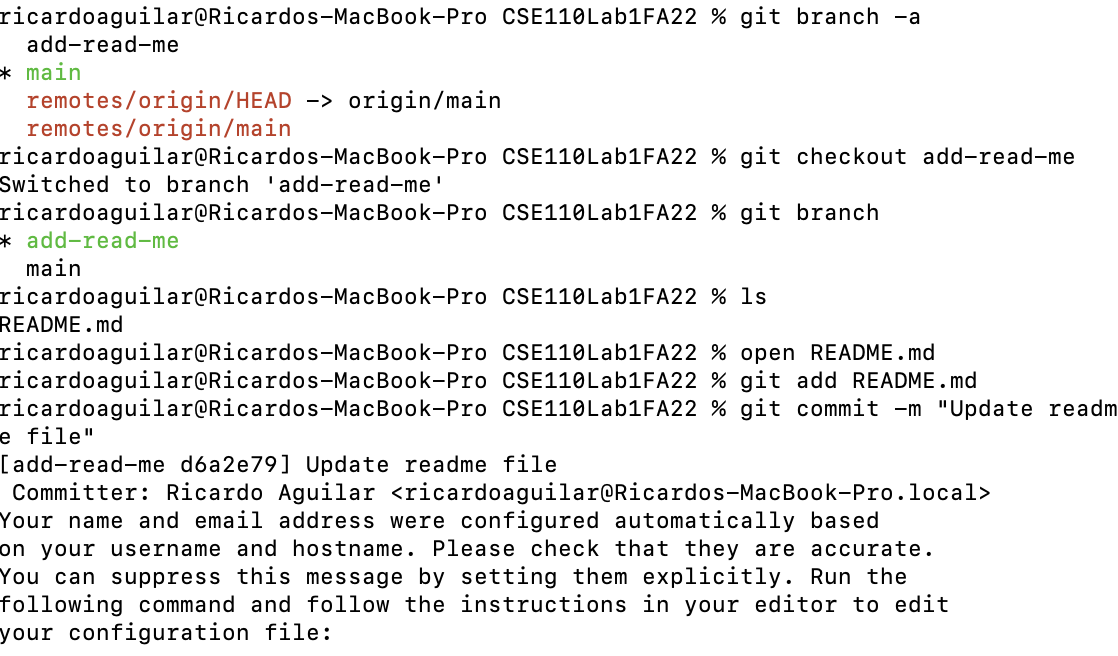 ricardoaguilar@Ricardos-MacBook-Pro CSE110Lab1FA22 % git branch -a
  add-read-me
* main
  remotes/origin/HEAD -> origin/main
  remotes/origin/main
ricardoaguilar@Ricardos-MacBook-Pro CSE110Lab1FA22 % git checkout add-read-me
Switched to branch 'add-read-me'
ricardoaguilar@Ricardos-MacBook-Pro CSE110Lab1FA22 % git branch
* add-read-me
  main
ricardoaguilar@Ricardos-MacBook-Pro CSE110Lab1FA22 % ls
README.md
ricardoaguilar@Ricardos-MacBook-Pro CSE110Lab1FA22 % open README.md
ricardoaguilar@Ricardos-MacBook-Pro CSE110Lab1FA22 % git add README.md
ricardoaguilar@Ricardos-MacBook-Pro CSE110Lab1FA22 % git commit -m "Update readm
e file"
[add-read-me d6a2e79] Update readme file
 Committer: Ricardo Aguilar <ricardoaguilar@Ricardos-MacBook-Pro.local>
Your name and email address were configured automatically based
on your username and hostname. Please check that they are accurate.
You can suppress this message by setting them explicitly. Run the
following command and follow the instructions in your editor to edit
your configuration file: